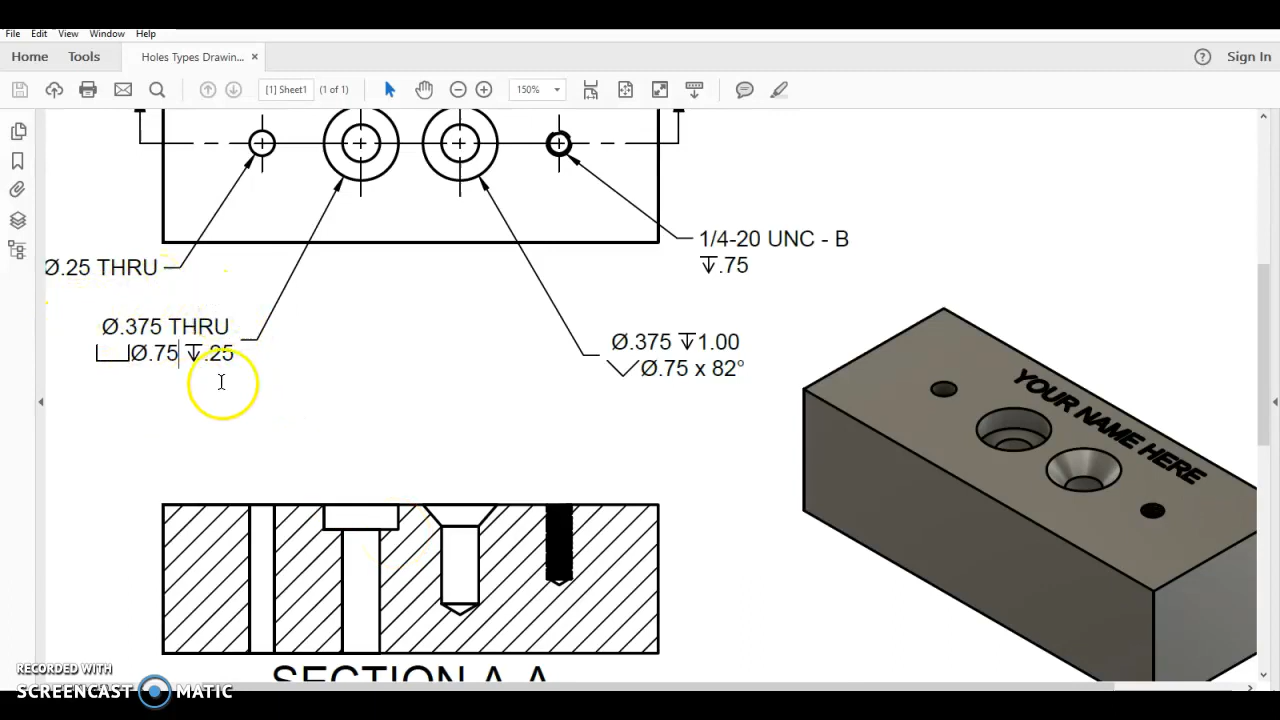 File Edit View Window Help
Home Tools Holes Types Drawin... × Sign In
[1] Sheet1 (1 of 1) 150%
Ø.25 THRU
1/4-20 UNC - B
↧.75
Ø.375 THRU
⌴Ø.75 ↧.25
Ø.375 ↧1.00
⌵Ø.75 x 82°
YOUR NAME HERE
SECTION A-A
RECORDED WITH
SCREENCAST MATIC